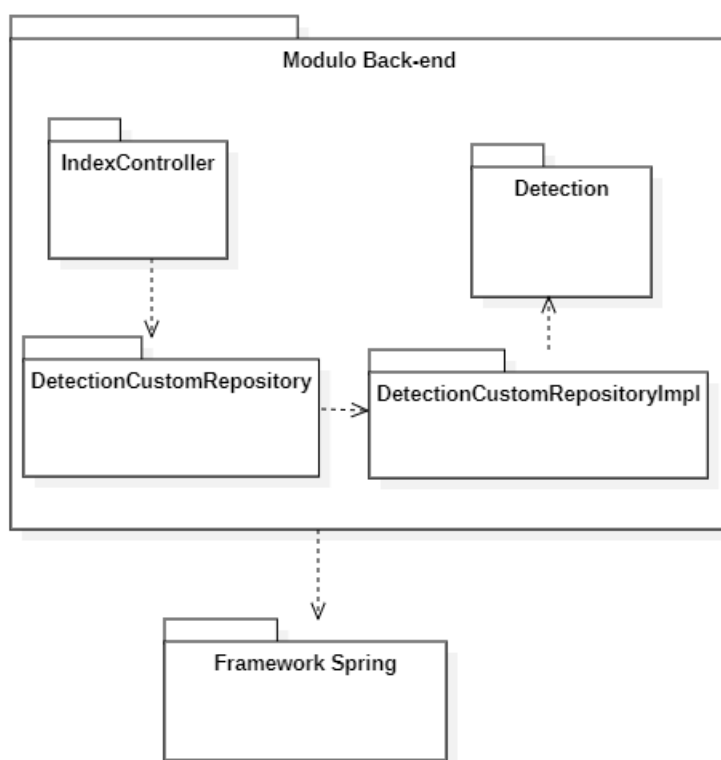 Modulo Back-end
IndexController
Detection
DetectionCustomRepository
DetectionCustomRepositoryImpl
Framework Spring